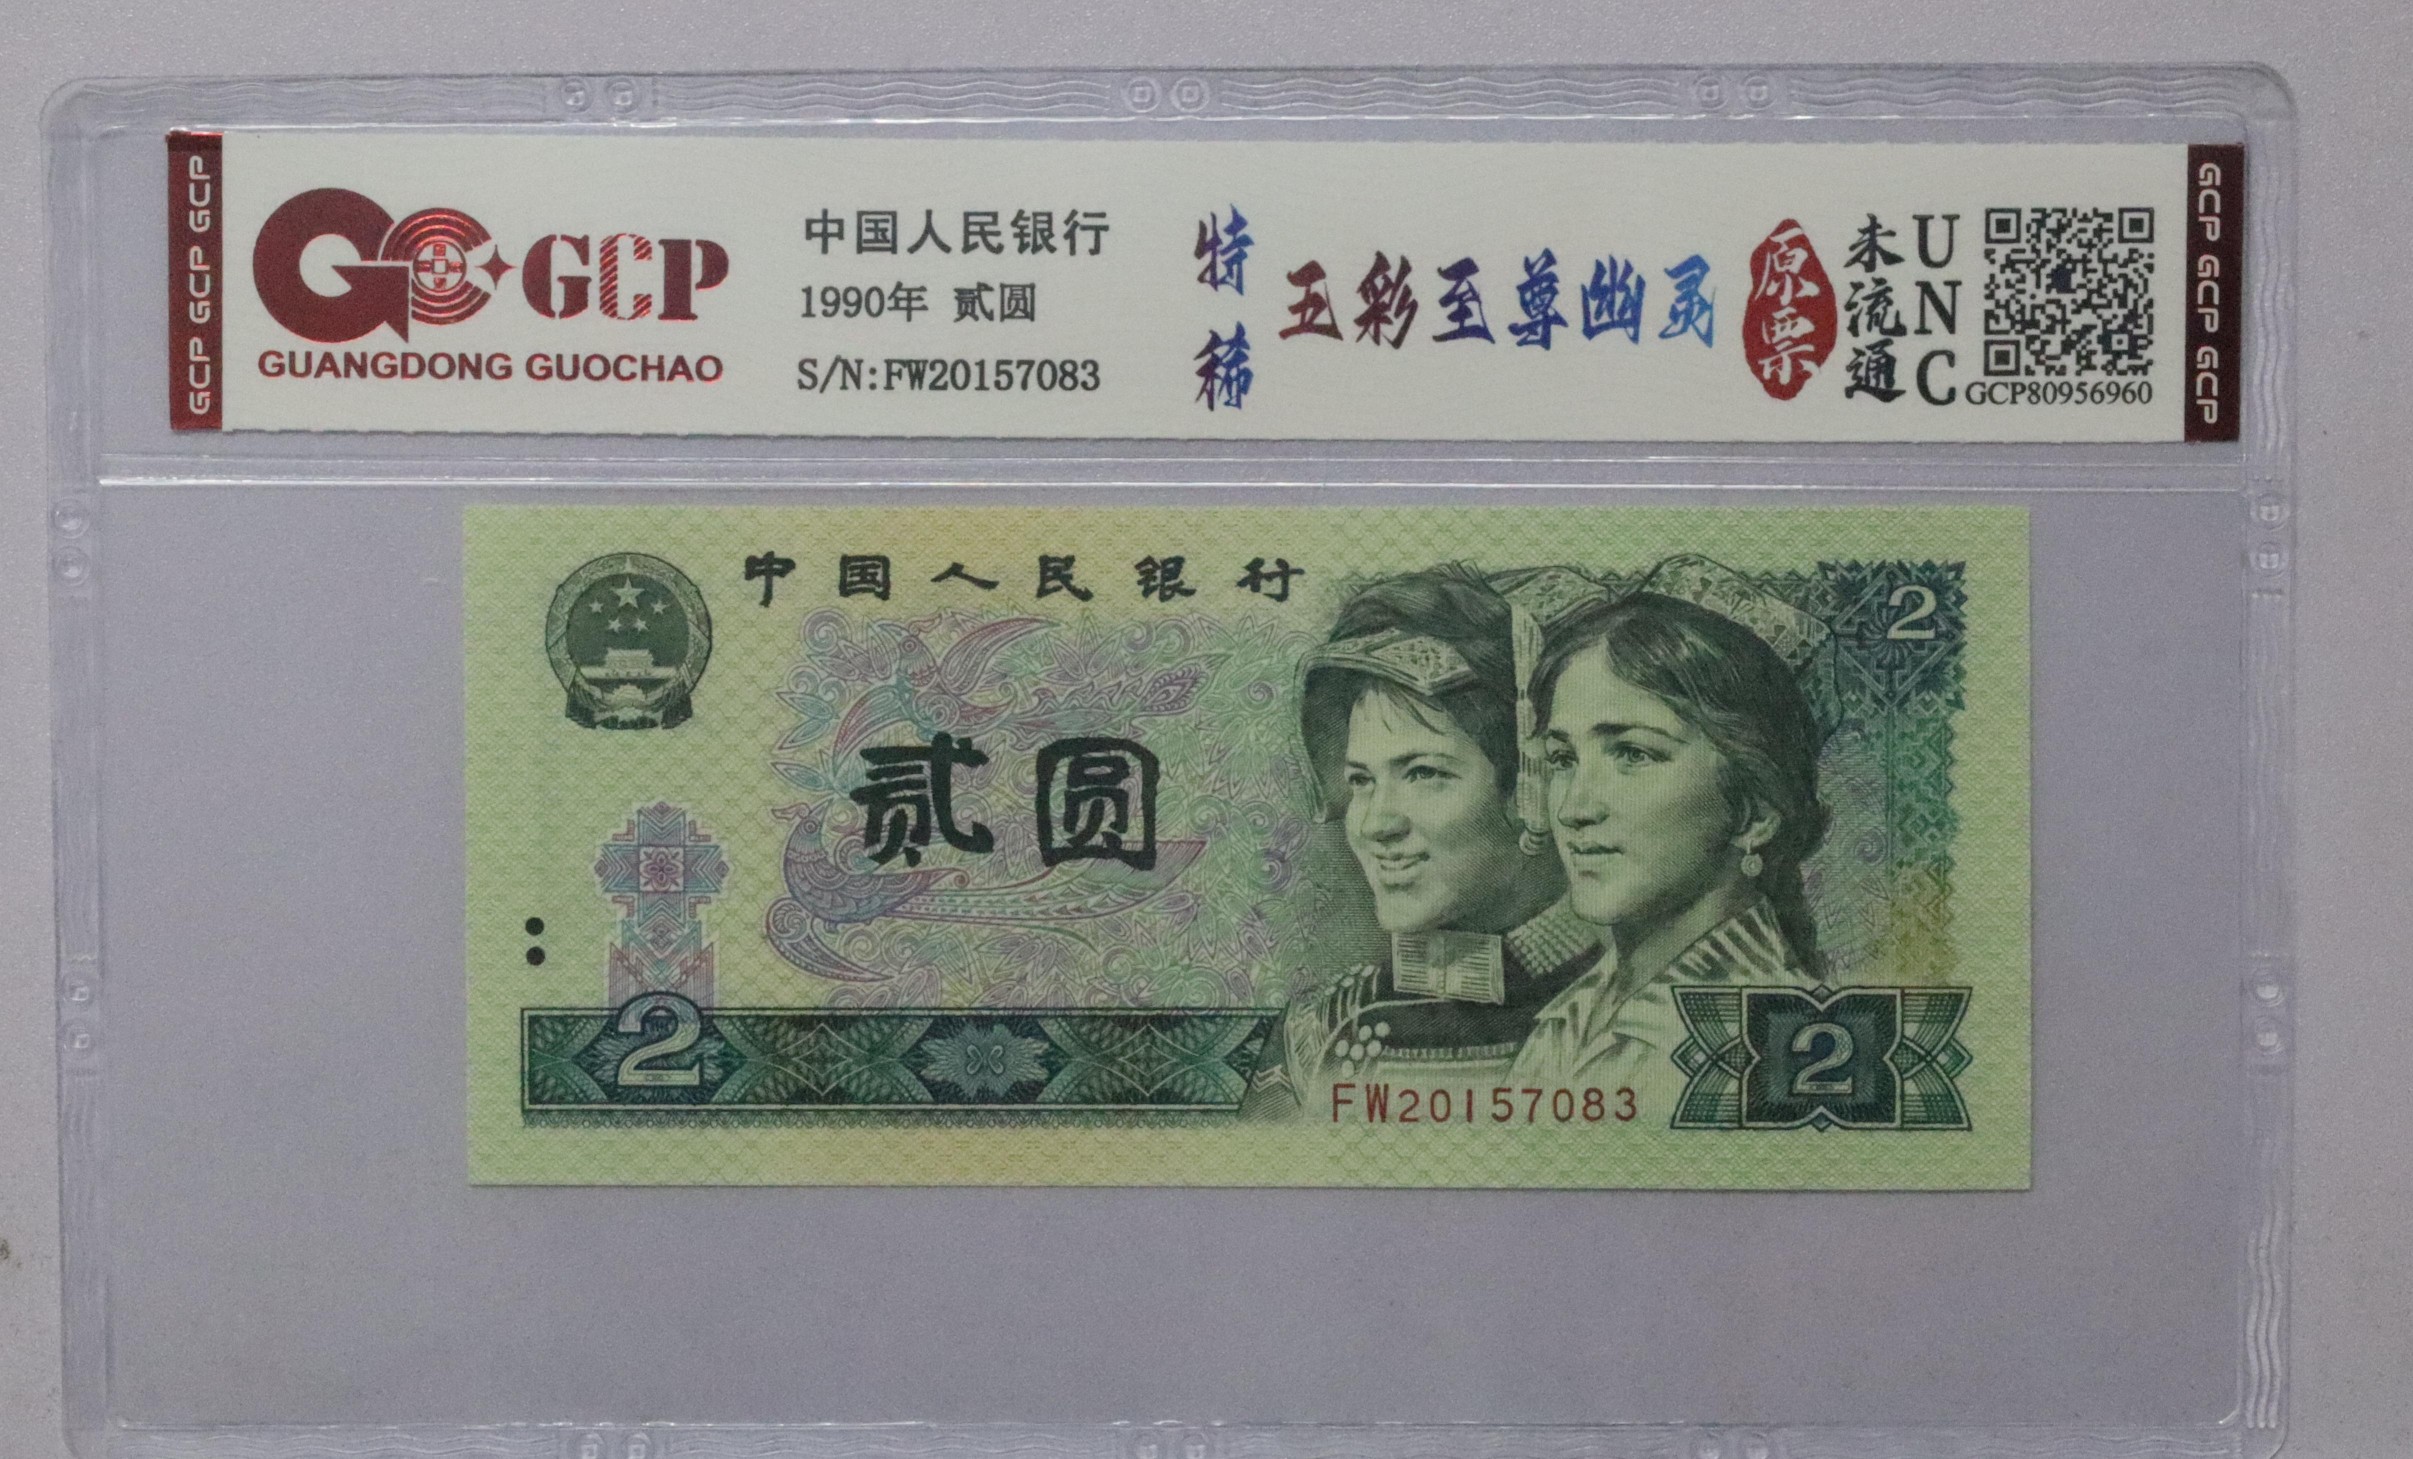 GCP GCP GCP
GCP
GUANGDONG GUOCHAO
中国人民银行
1990年 贰圆
S/N:FW20157083
特稀
五彩至尊幽灵
原票
未流通
UNC
GCP80956960
GCP GCP GCP
中国人民银行
2
贰圆
2
FW20157083
2